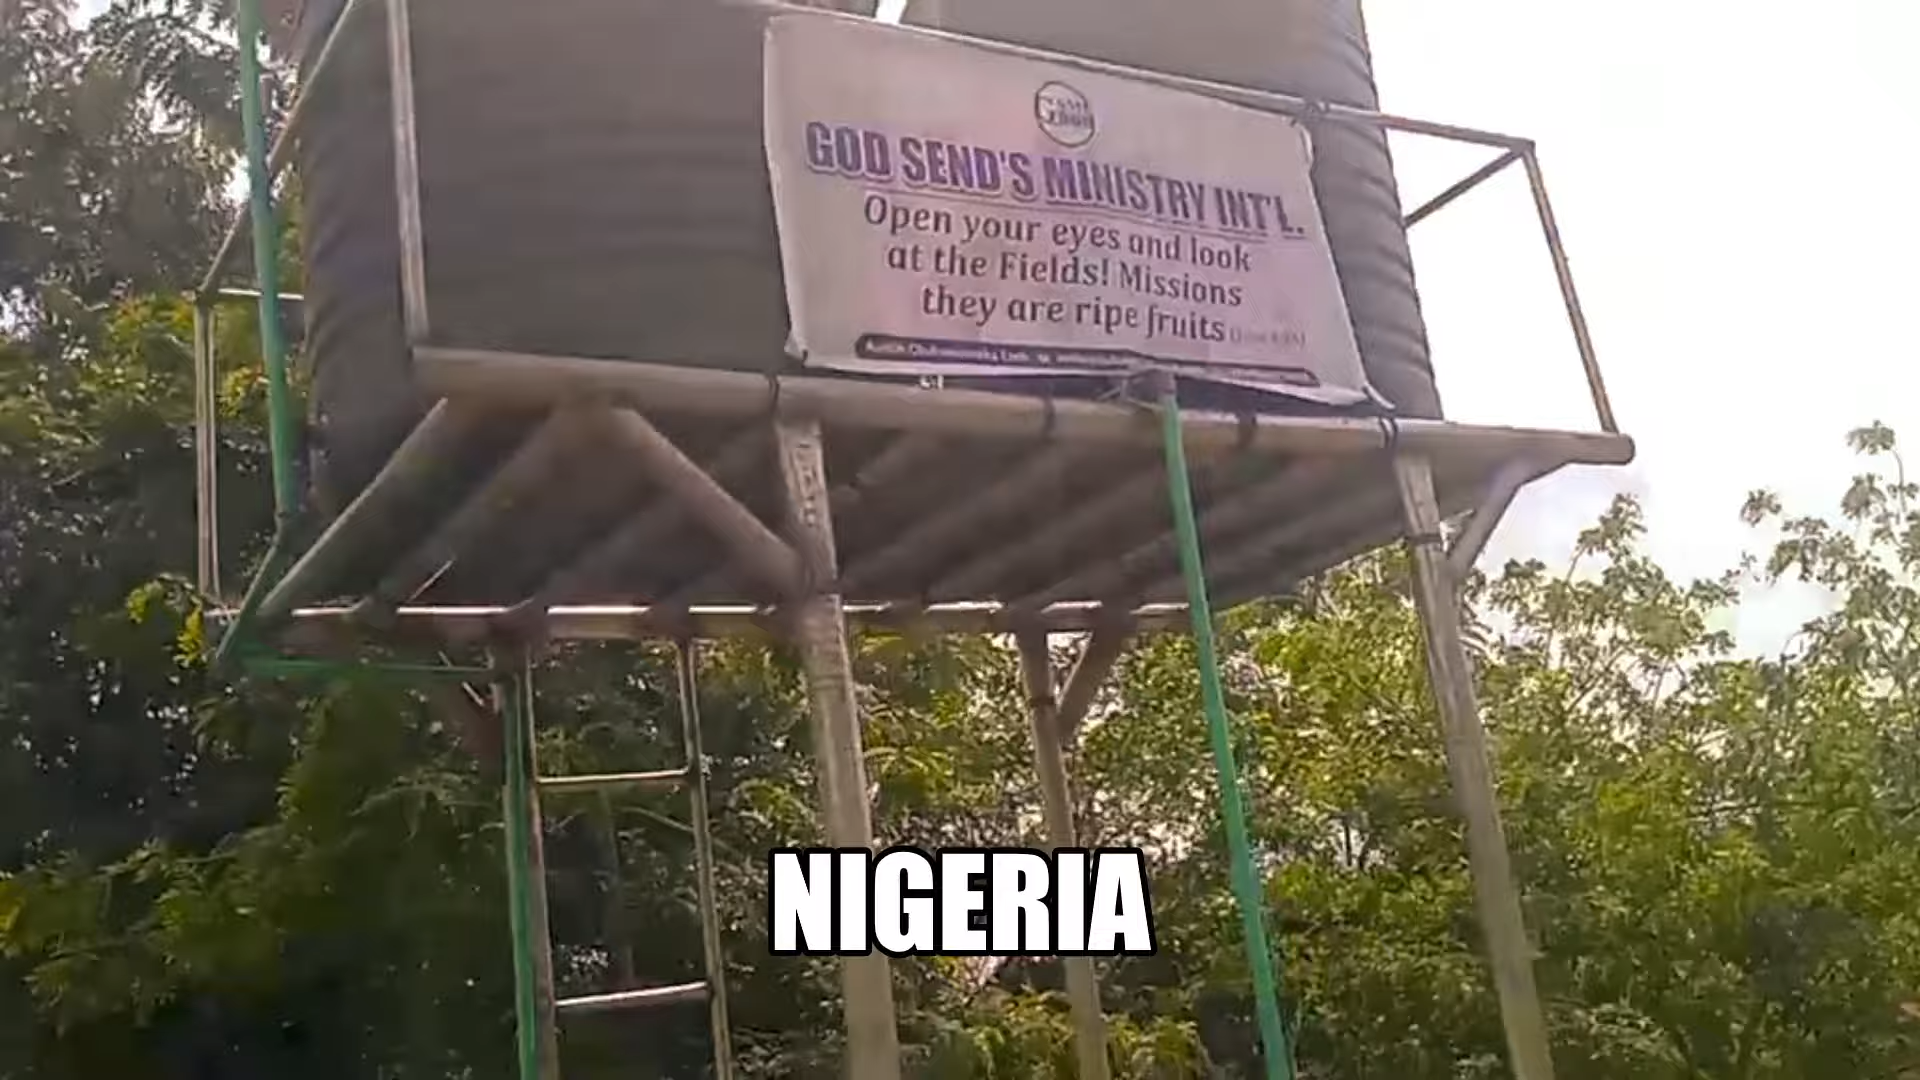 GOD SEND'S MINISTRY INT'L.
Open your eyes and look
at the Fields! Missions
they are ripe fruits
NIGERIA